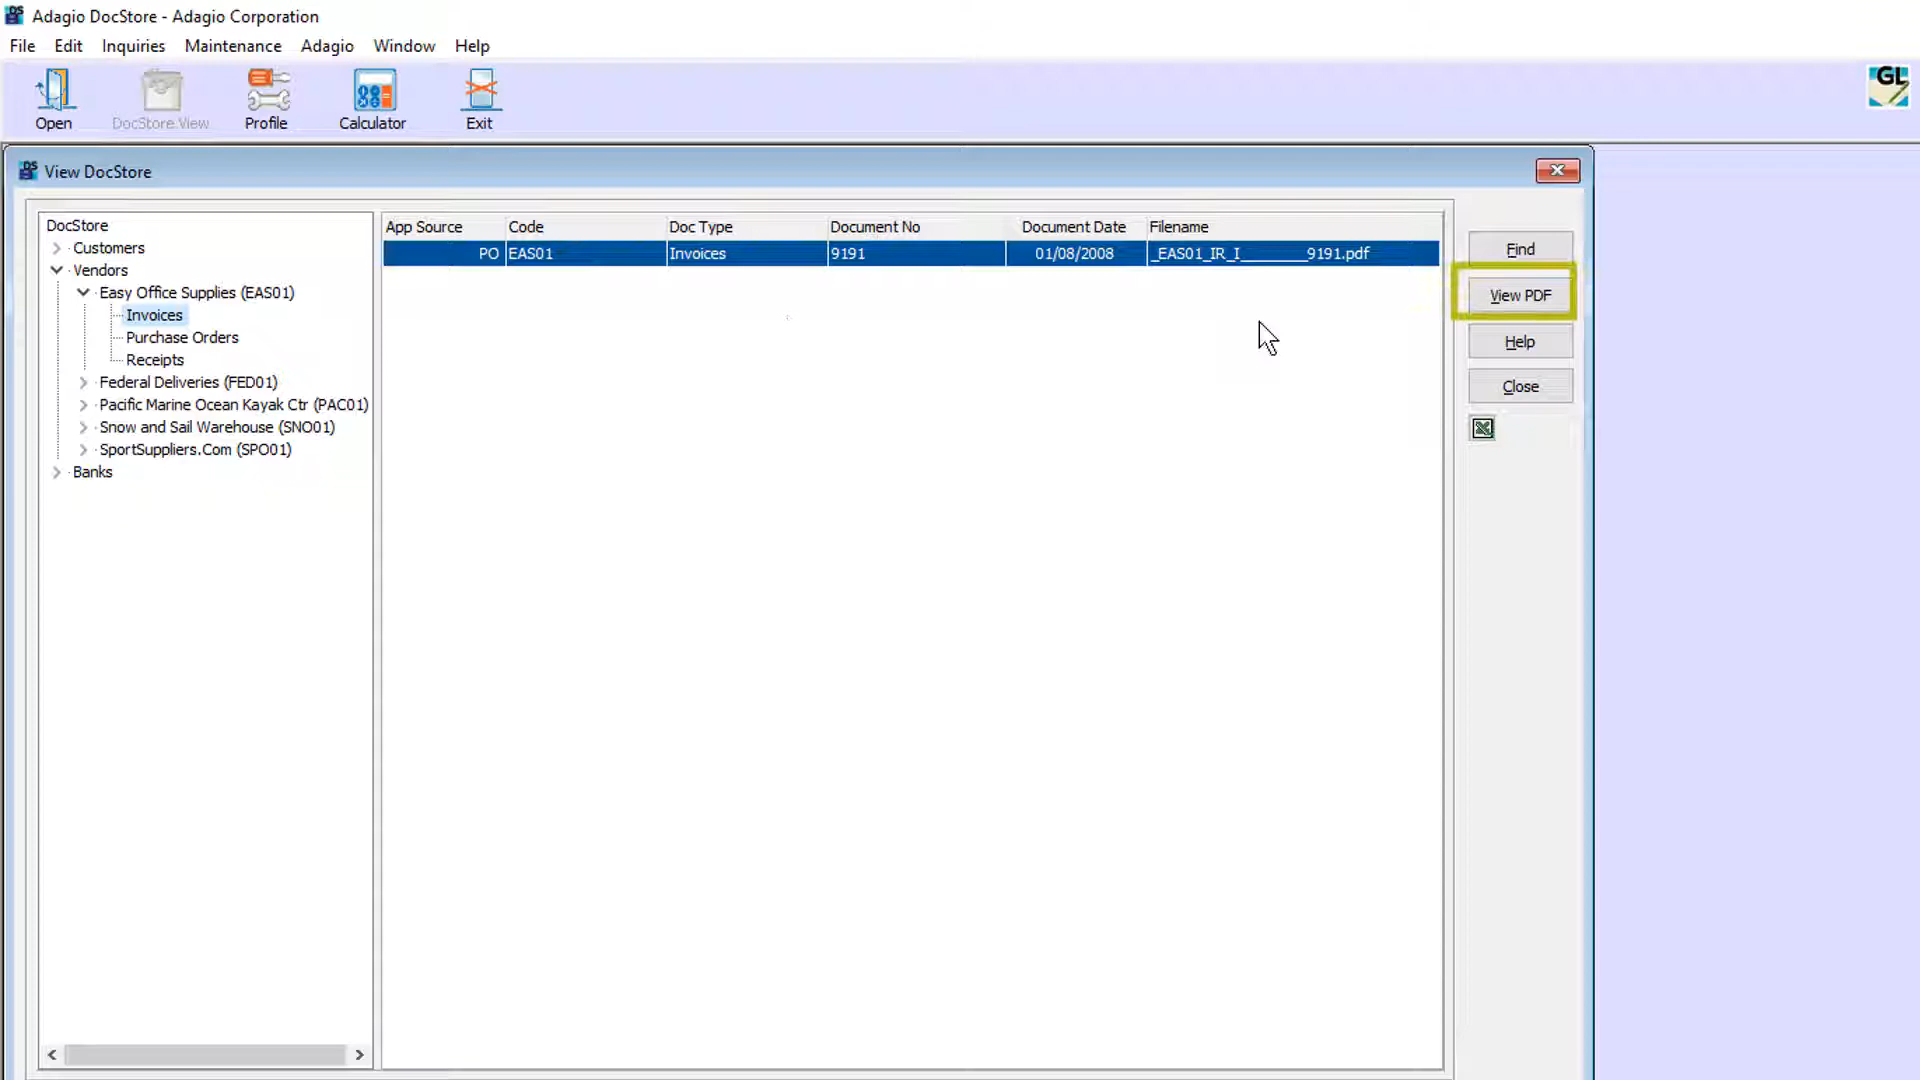 DS
Adagio DocStore - Adagio Corporation
File Edit Inquiries Maintenance Adagio Window Help
Open DocStore View Profile Calculator Exit
GL
DS
View DocStore
DocStore
Customers
Vendors
Easy Office Supplies (EAS01)
Invoices
Purchase Orders
Receipts
Federal Deliveries (FED01)
Pacific Marine Ocean Kayak Ctr (PAC01)
Snow and Sail Warehouse (SNO01)
SportSuppliers.Com (SPO01)
Banks
App Source Code Doc Type Document No Document Date Filename
PO EAS01 Invoices 9191 01/08/2008 _EAS01_IR_I________9191.pdf
Find
View PDF
Help
Close